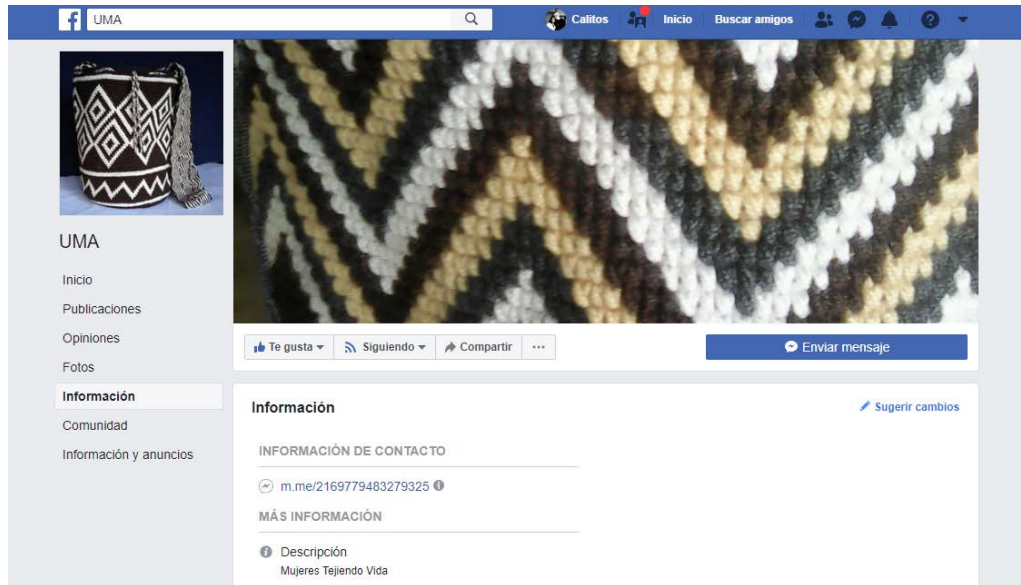 UMA
Calitos Inicio Buscar amigos
UMA
Inicio
Publicaciones
Opiniones
Fotos
Información
Comunidad
Información y anuncios
Te gusta Siguiendo Compartir ...
Enviar mensaje
Información
Sugerir cambios
INFORMACIÓN DE CONTACTO
m.me/2169779483279325
MÁS INFORMACIÓN
Descripción
Mujeres Tejiendo Vida